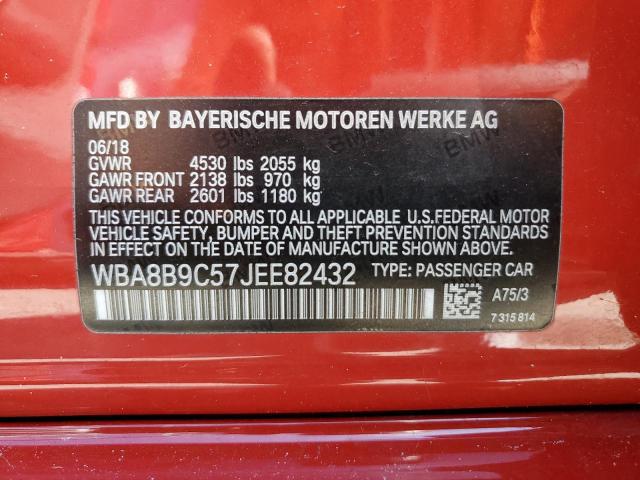 MFD BY BAYERISCHE MOTOREN WERKE AG
06/18
GVWR 4530 lbs 2055 kg
GAWR FRONT 2138 lbs 970 kg
GAWR REAR 2601 lbs 1180 kg
THIS VEHICLE CONFORMS TO ALL APPLICABLE U.S.FEDERAL MOTOR
VEHICLE SAFETY, BUMPER AND THEFT PREVENTION STANDARDS
IN EFFECT ON THE DATE OF MANUFACTURE SHOWN ABOVE.
WBA8B9C57JEE82432 TYPE: PASSENGER CAR
A75/3
7 315 814